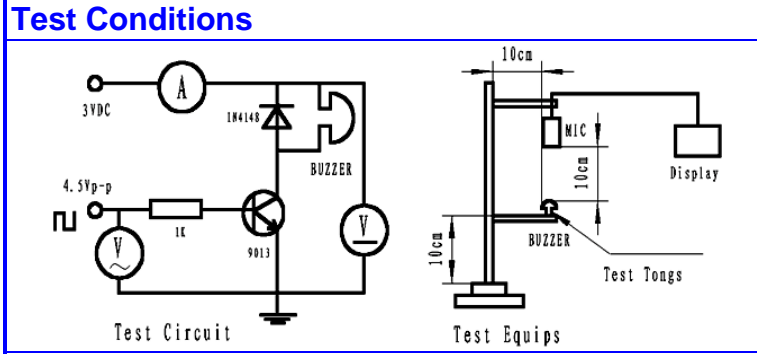 Test Conditions
10cm
A
3VDC
1N4148
BUZZER
MIC
10cm
Display
4.5Vp-p
1K
9013
V
V
10cm
BUZZER
Test Tongs
Test Circuit
Test Equips